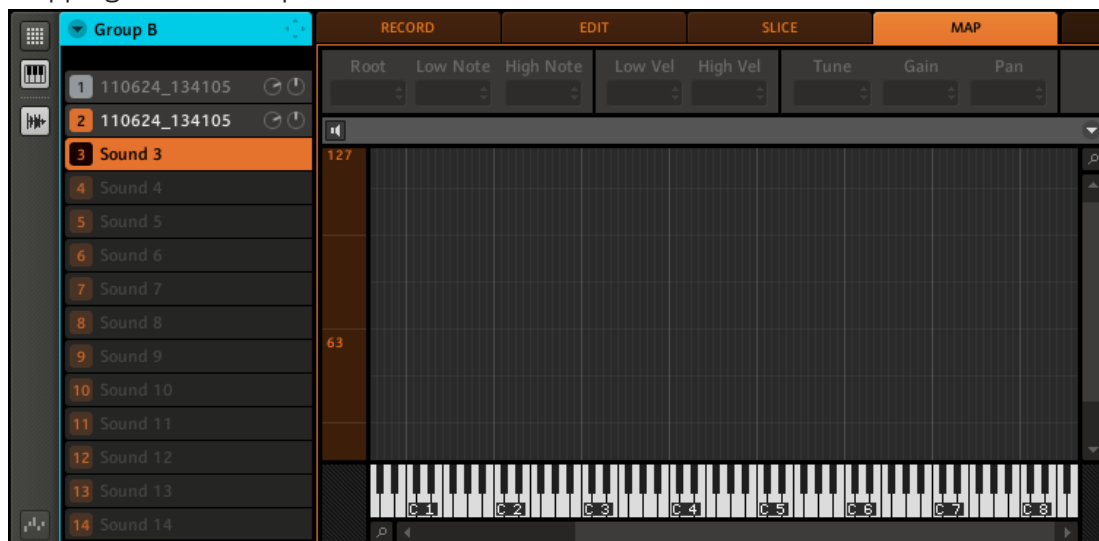 Group B
RECORD EDIT SLICE MAP
Root Low Note High Note Low Vel High Vel Tune Gain Pan
1 110624_134105
2 110624_134105
3 Sound 3
4 Sound 4
5 Sound 5
6 Sound 6
7 Sound 7
8 Sound 8
9 Sound 9
10 Sound 10
11 Sound 11
12 Sound 12
13 Sound 13
14 Sound 14
127
63
C 1 C 2 C 3 C 4 C 5 C 6 C 7 C 8